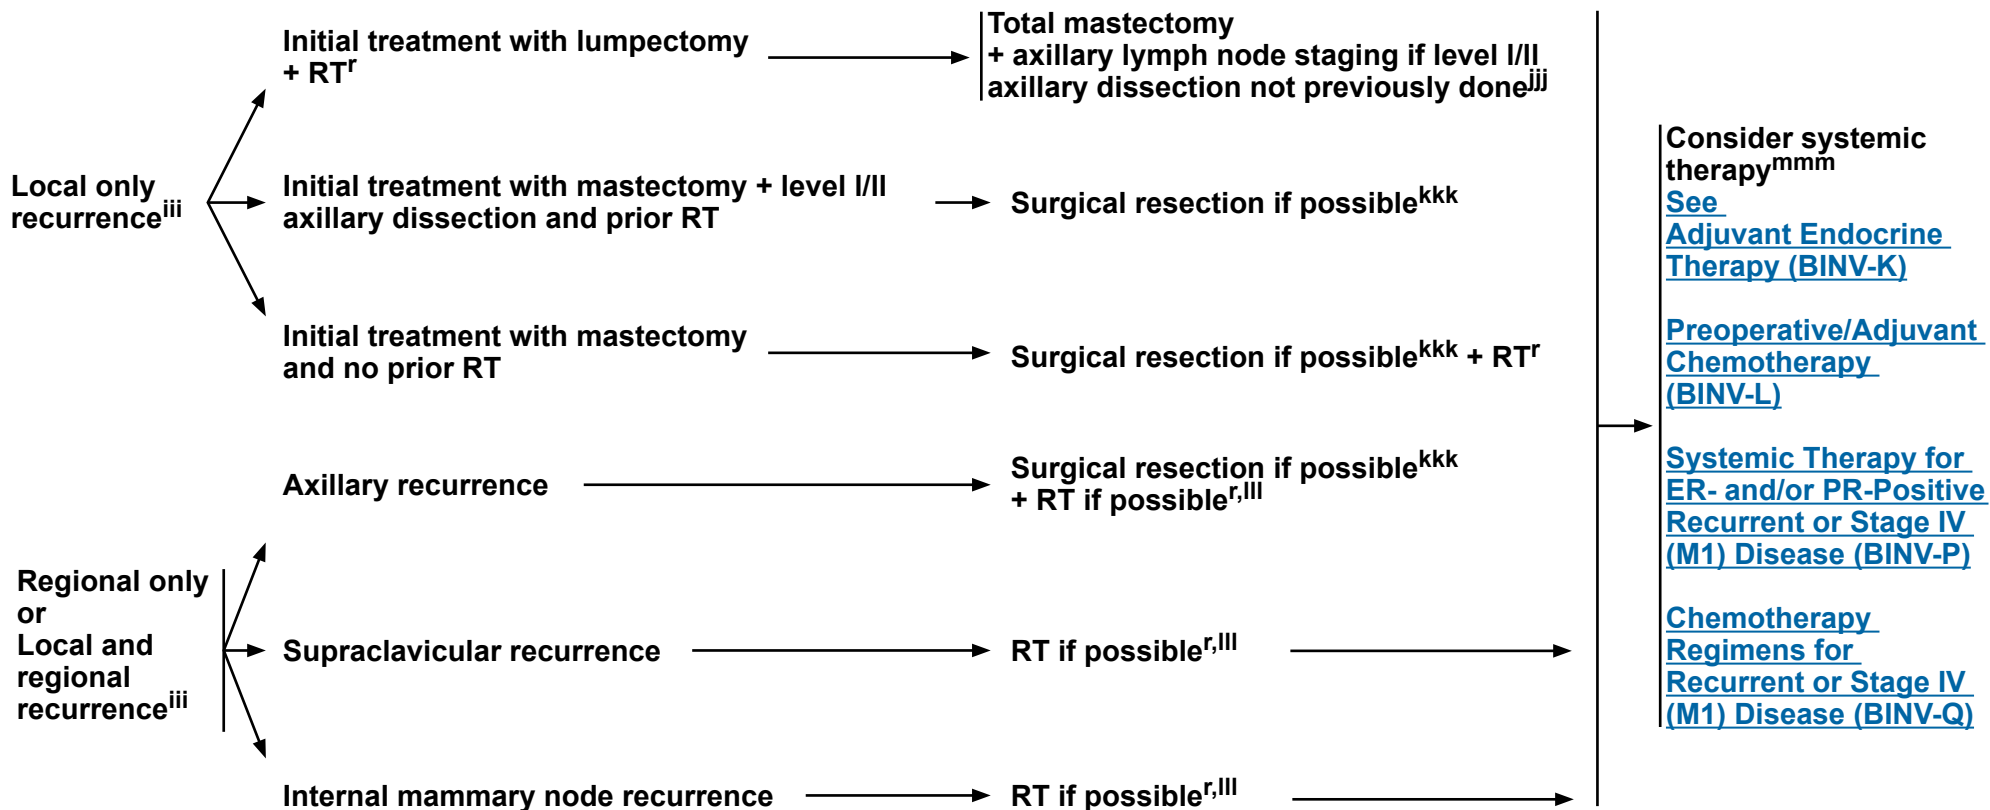 Initial treatment with lumpectomy
+ RTʳ
Total mastectomy
+ axillary lymph node staging if level I/II
axillary dissection not previously doneʲʲʲ
Local only
recurrenceⁱⁱⁱ
Initial treatment with mastectomy + level I/II
axillary dissection and prior RT
Surgical resection if possibleᵏᵏᵏ
Initial treatment with mastectomy
and no prior RT
Surgical resection if possibleᵏᵏᵏ + RTʳ
Regional only
or
Local and
regional
recurrenceⁱⁱⁱ
Axillary recurrence
Surgical resection if possibleᵏᵏᵏ
+ RT if possibleʳ,ˡˡˡ
Supraclavicular recurrence
RT if possibleʳ,ˡˡˡ
Internal mammary node recurrence
RT if possibleʳ,ˡˡˡ
Consider systemic
therapyᵐᵐᵐ
See
Adjuvant Endocrine
Therapy (BINV-K)
Preoperative/Adjuvant
Chemotherapy
(BINV-L)
Systemic Therapy for
ER- and/or PR-Positive
Recurrent or Stage IV
(M1) Disease (BINV-P)
Chemotherapy
Regimens for
Recurrent or Stage IV
(M1) Disease (BINV-Q)